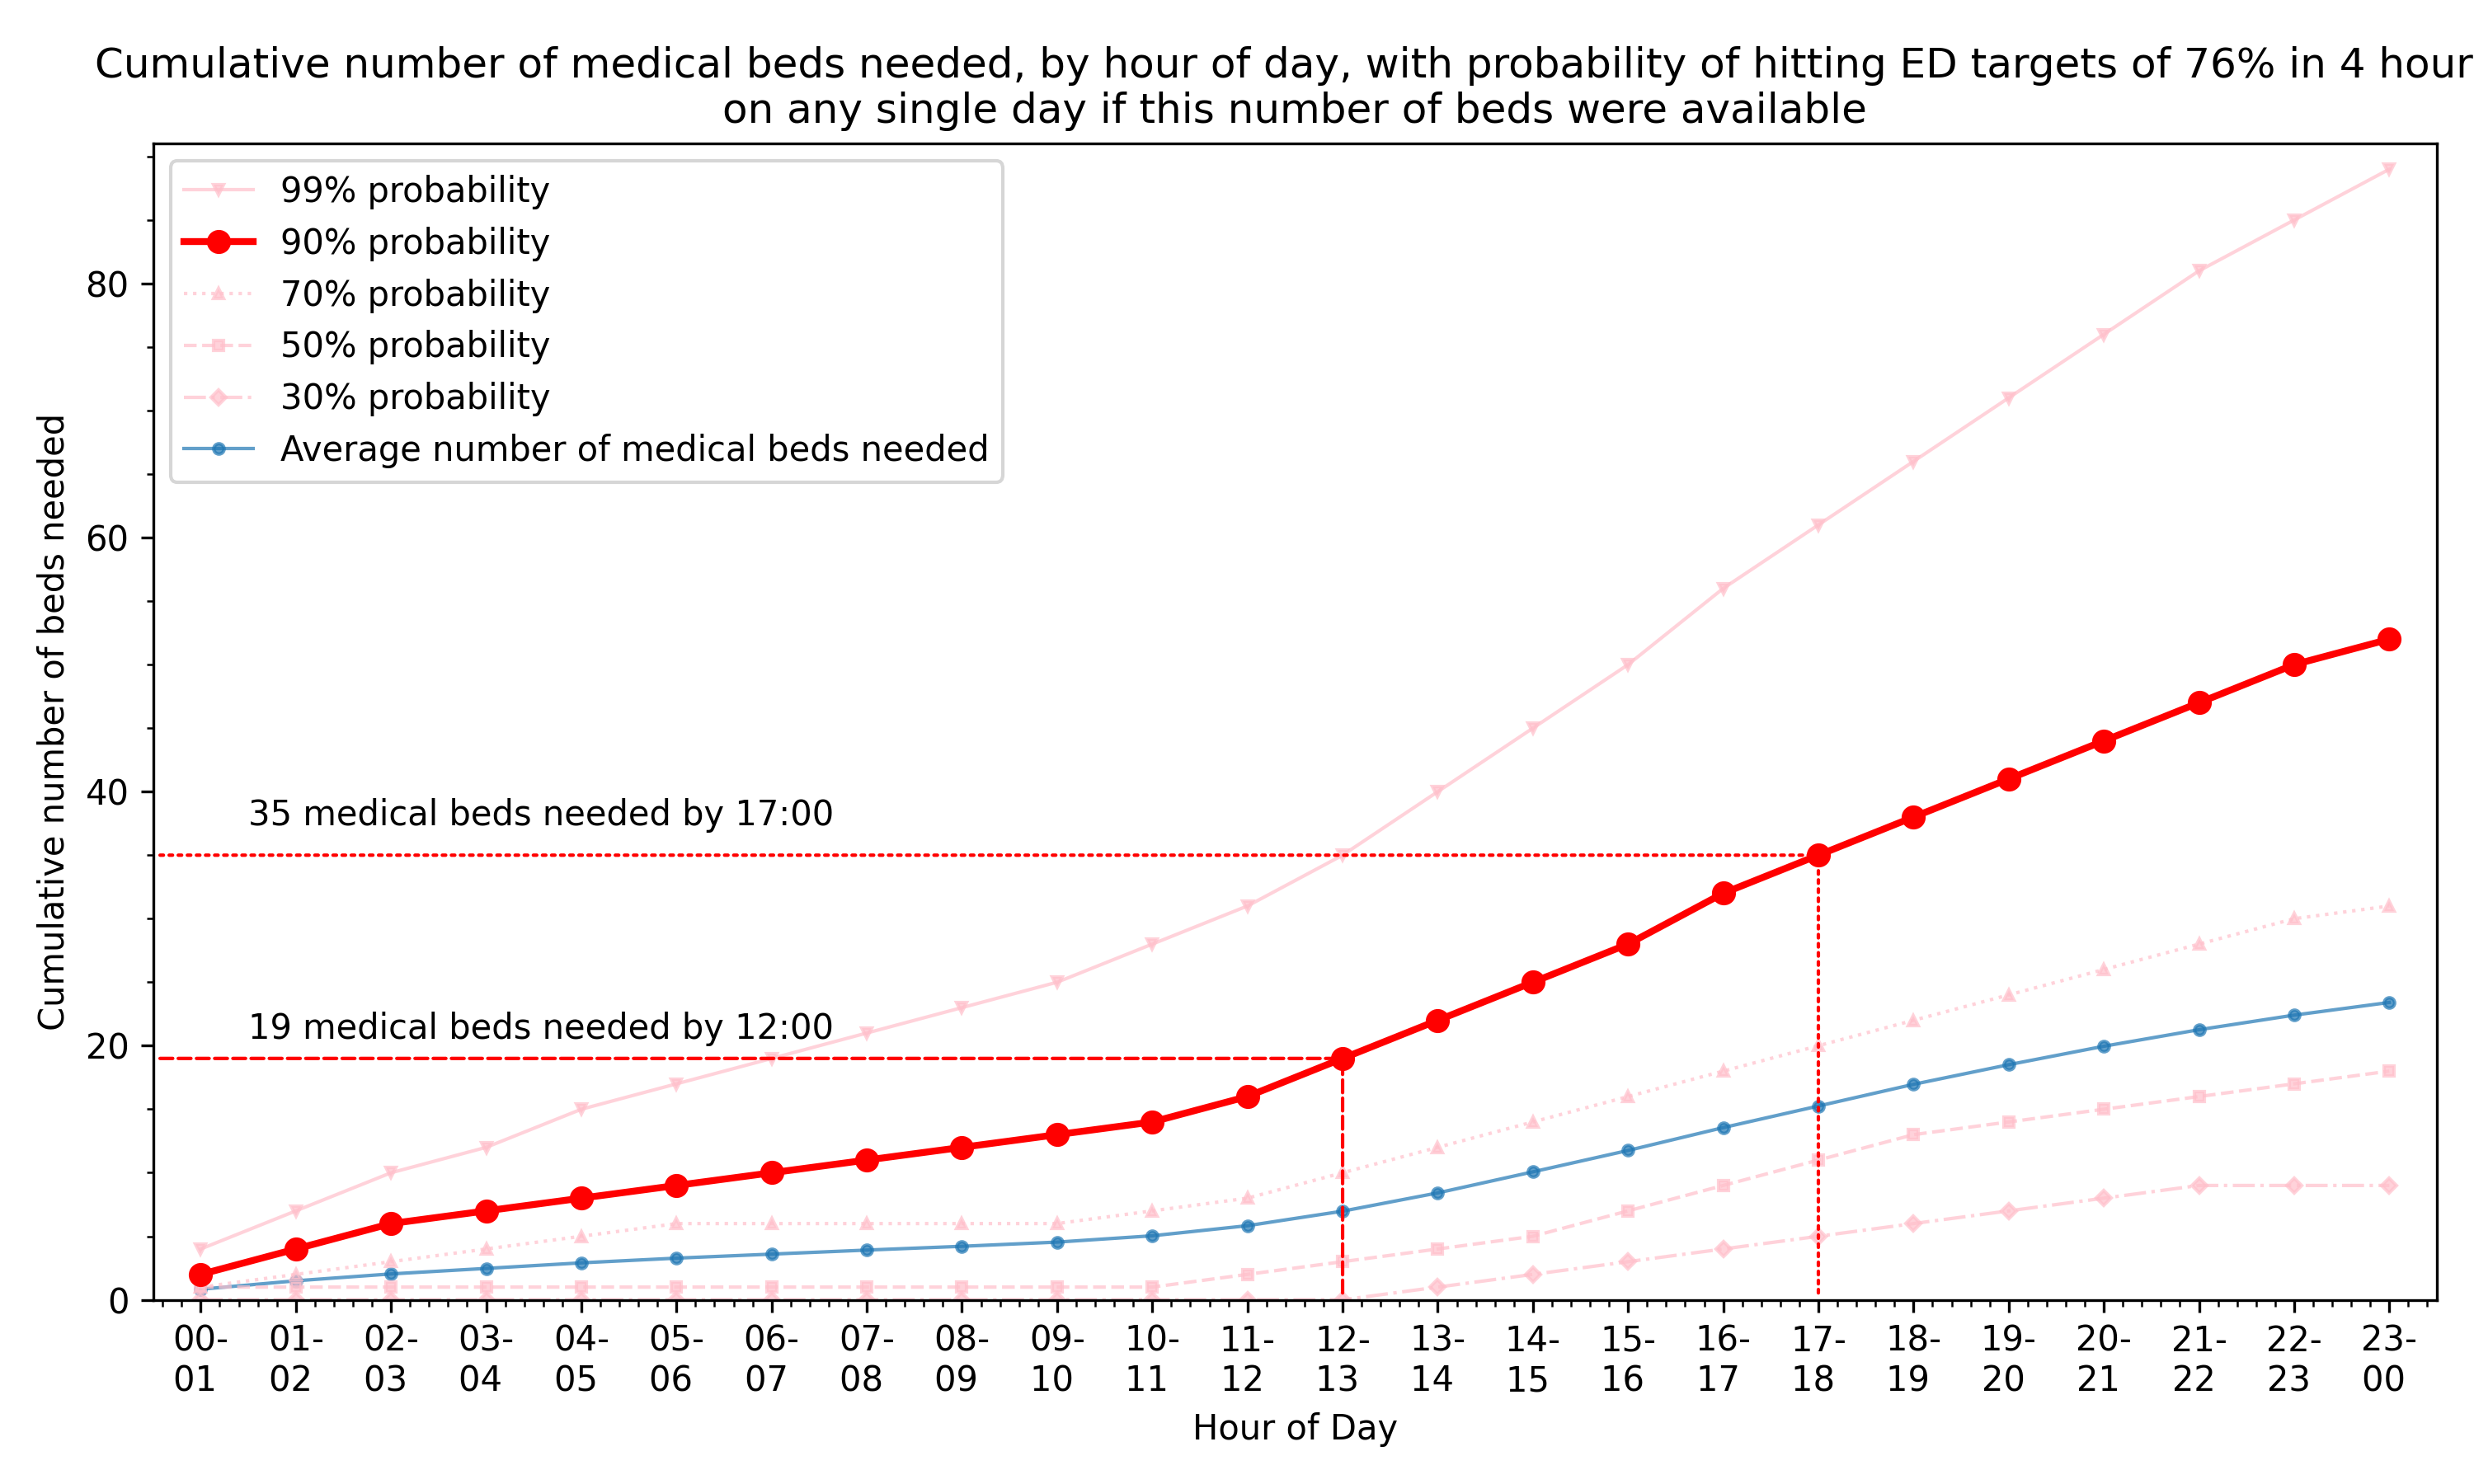 Cumulative number of medical beds needed, by hour of day, with probability of hitting ED targets of 76% in 4 hour
on any single day if this number of beds were available
99% probability
90% probability
70% probability
50% probability
30% probability
Average number of medical beds needed
Cumulative number of beds needed
80
60
40
20
0
35 medical beds needed by 17:00
19 medical beds needed by 12:00
00- 01- 02- 03- 04- 05- 06- 07- 08- 09- 10- 11- 12- 13- 14- 15- 16- 17- 18- 19- 20- 21- 22- 23-
01 02 03 04 05 06 07 08 09 10 11 12 13 14 15 16 17 18 19 20 21 22 23 00
Hour of Day